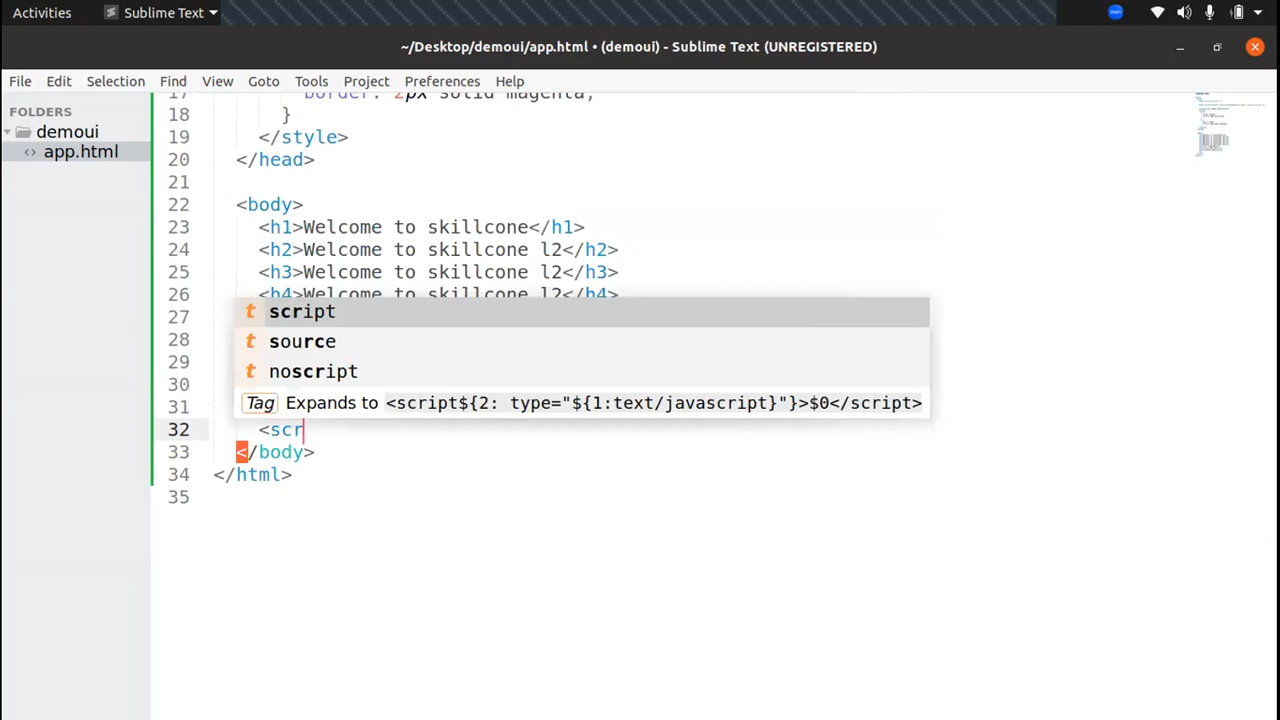 Activities Sublime Text
~/Desktop/demoui/app.html • (demoui) - Sublime Text (UNREGISTERED)
File Edit Selection Find View Goto Tools Project Preferences Help
FOLDERS
demoui
<> app.html
17 border: 2px solid magenta;
18 }
19 </style>
20 </head>
21
22 <body>
23 <h1>Welcome to skillcone</h1>
24 <h2>Welcome to skillcone l2</h2>
25 <h3>Welcome to skillcone l2</h3>
26 <h4>Welcome to skillcone l2</h4>
27 t script
28 t source
29
30 t noscript
31 Tag Expands to <script${2: type="${1:text/javascript}"}>$0</script>
32 <scr
33 </body>
34 </html>
35